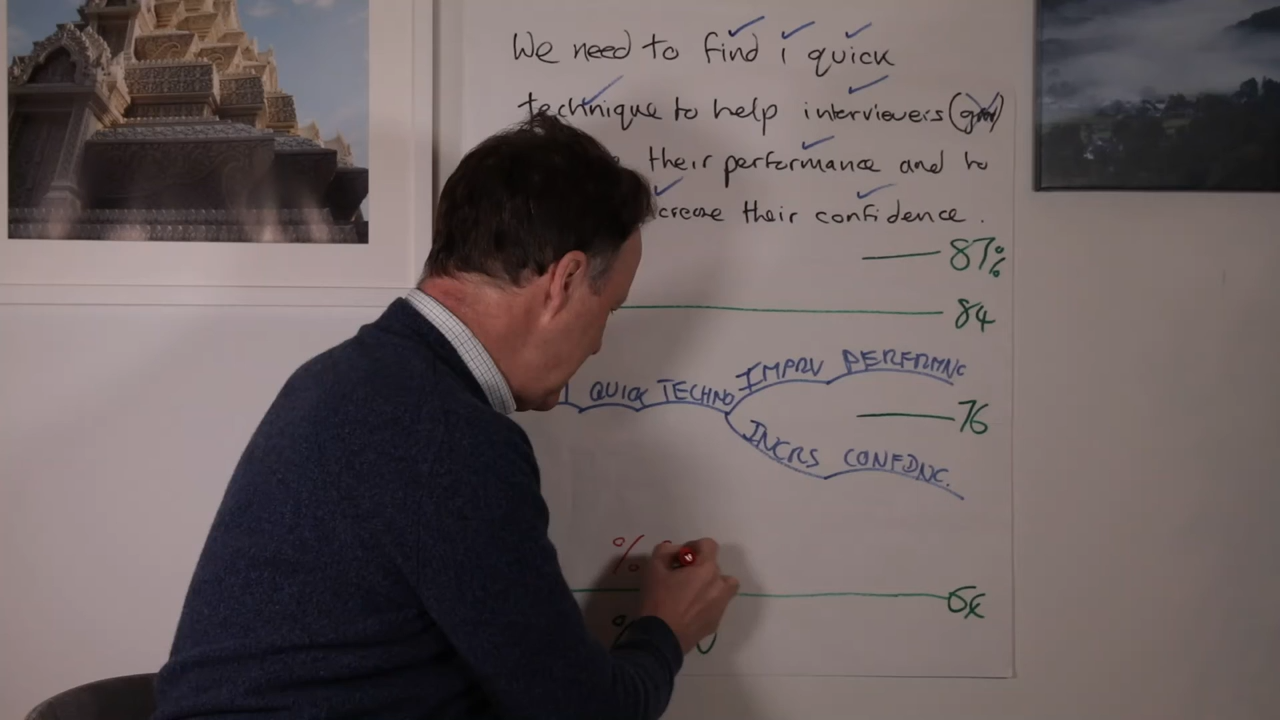 We need to find 1 quick
technique to help interviewers
their performance and to
crease their confidence.
87%
84
IMPRV PERFRMNC
1 QUICK TECHNQ
76
INCRS CONFDNC.
%
%